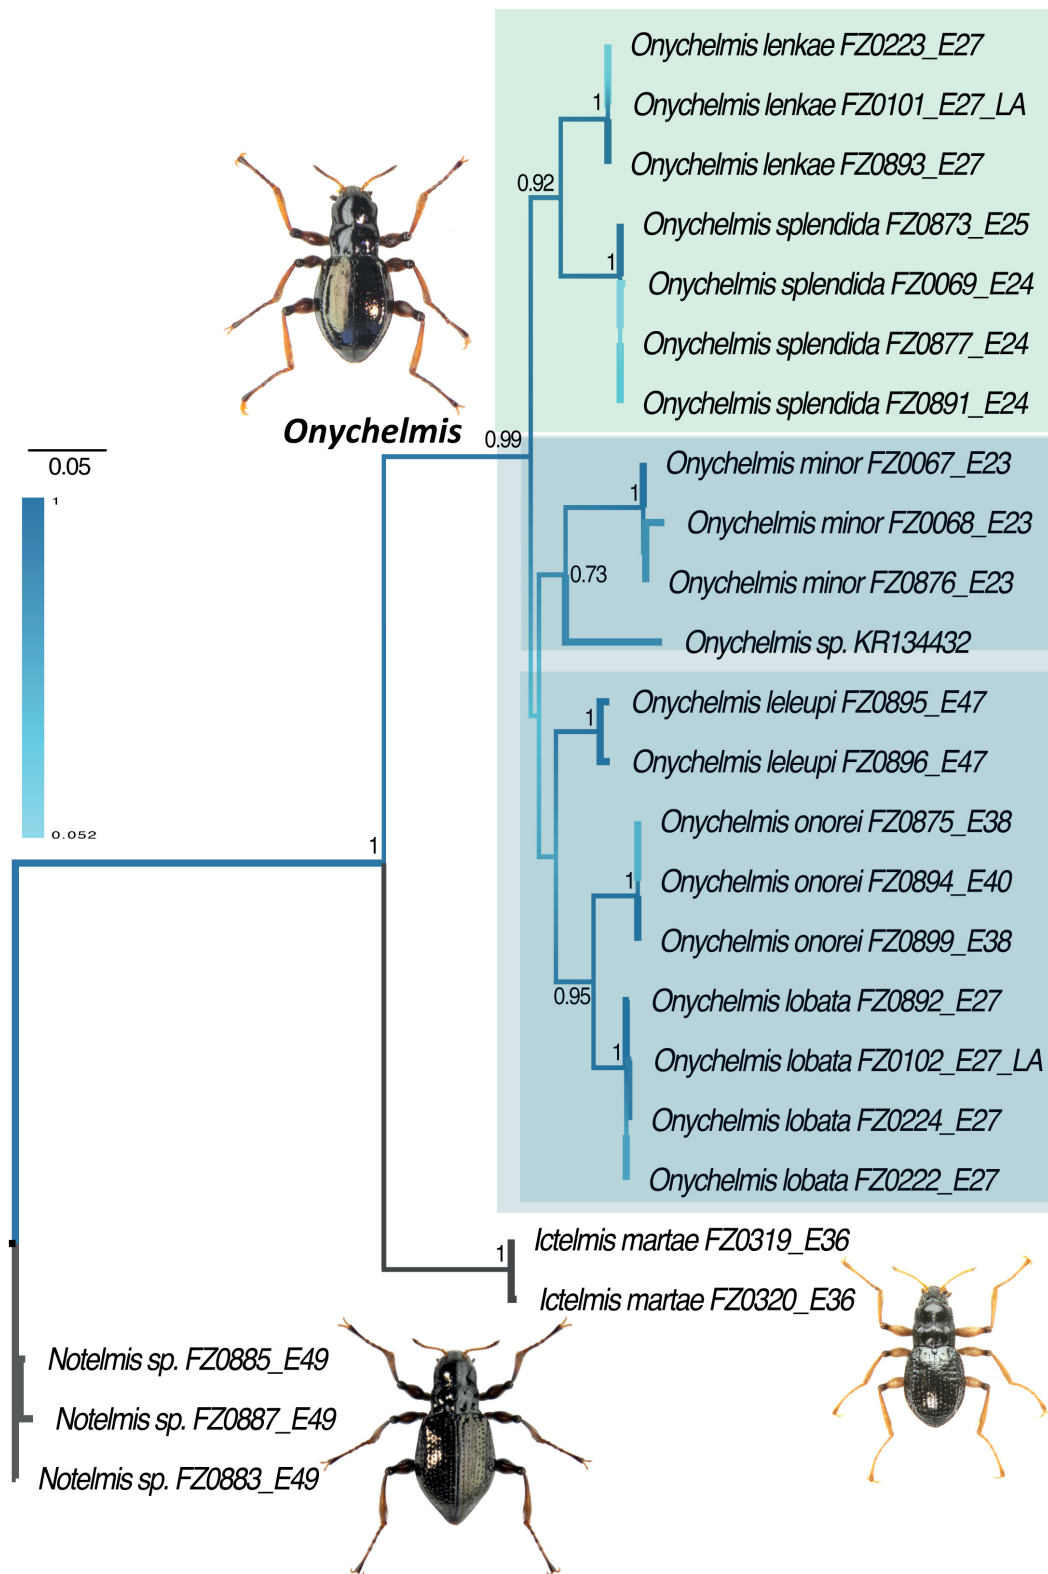 Onychelmis lenkae FZ0223_E27
1
Onychelmis lenkae FZ0101_E27_LA
Onychelmis lenkae FZ0893_E27
0.92
Onychelmis splendida FZ0873_E25
1
Onychelmis splendida FZ0069_E24
Onychelmis splendida FZ0877_E24
Onychelmis splendida FZ0891_E24
Onychelmis
0.99
0.05
1
0.052
Onychelmis minor FZ0067_E23
1
Onychelmis minor FZ0068_E23
0.73
Onychelmis minor FZ0876_E23
Onychelmis sp. KR134432
Onychelmis leleupi FZ0895_E47
1
Onychelmis leleupi FZ0896_E47
Onychelmis onorei FZ0875_E38
1
Onychelmis onorei FZ0894_E40
Onychelmis onorei FZ0899_E38
0.95
Onychelmis lobata FZ0892_E27
1
Onychelmis lobata FZ0102_E27_LA
Onychelmis lobata FZ0224_E27
Onychelmis lobata FZ0222_E27
1
Ictelmis martae FZ0319_E36
1
Ictelmis martae FZ0320_E36
Notelmis sp. FZ0885_E49
Notelmis sp. FZ0887_E49
Notelmis sp. FZ0883_E49